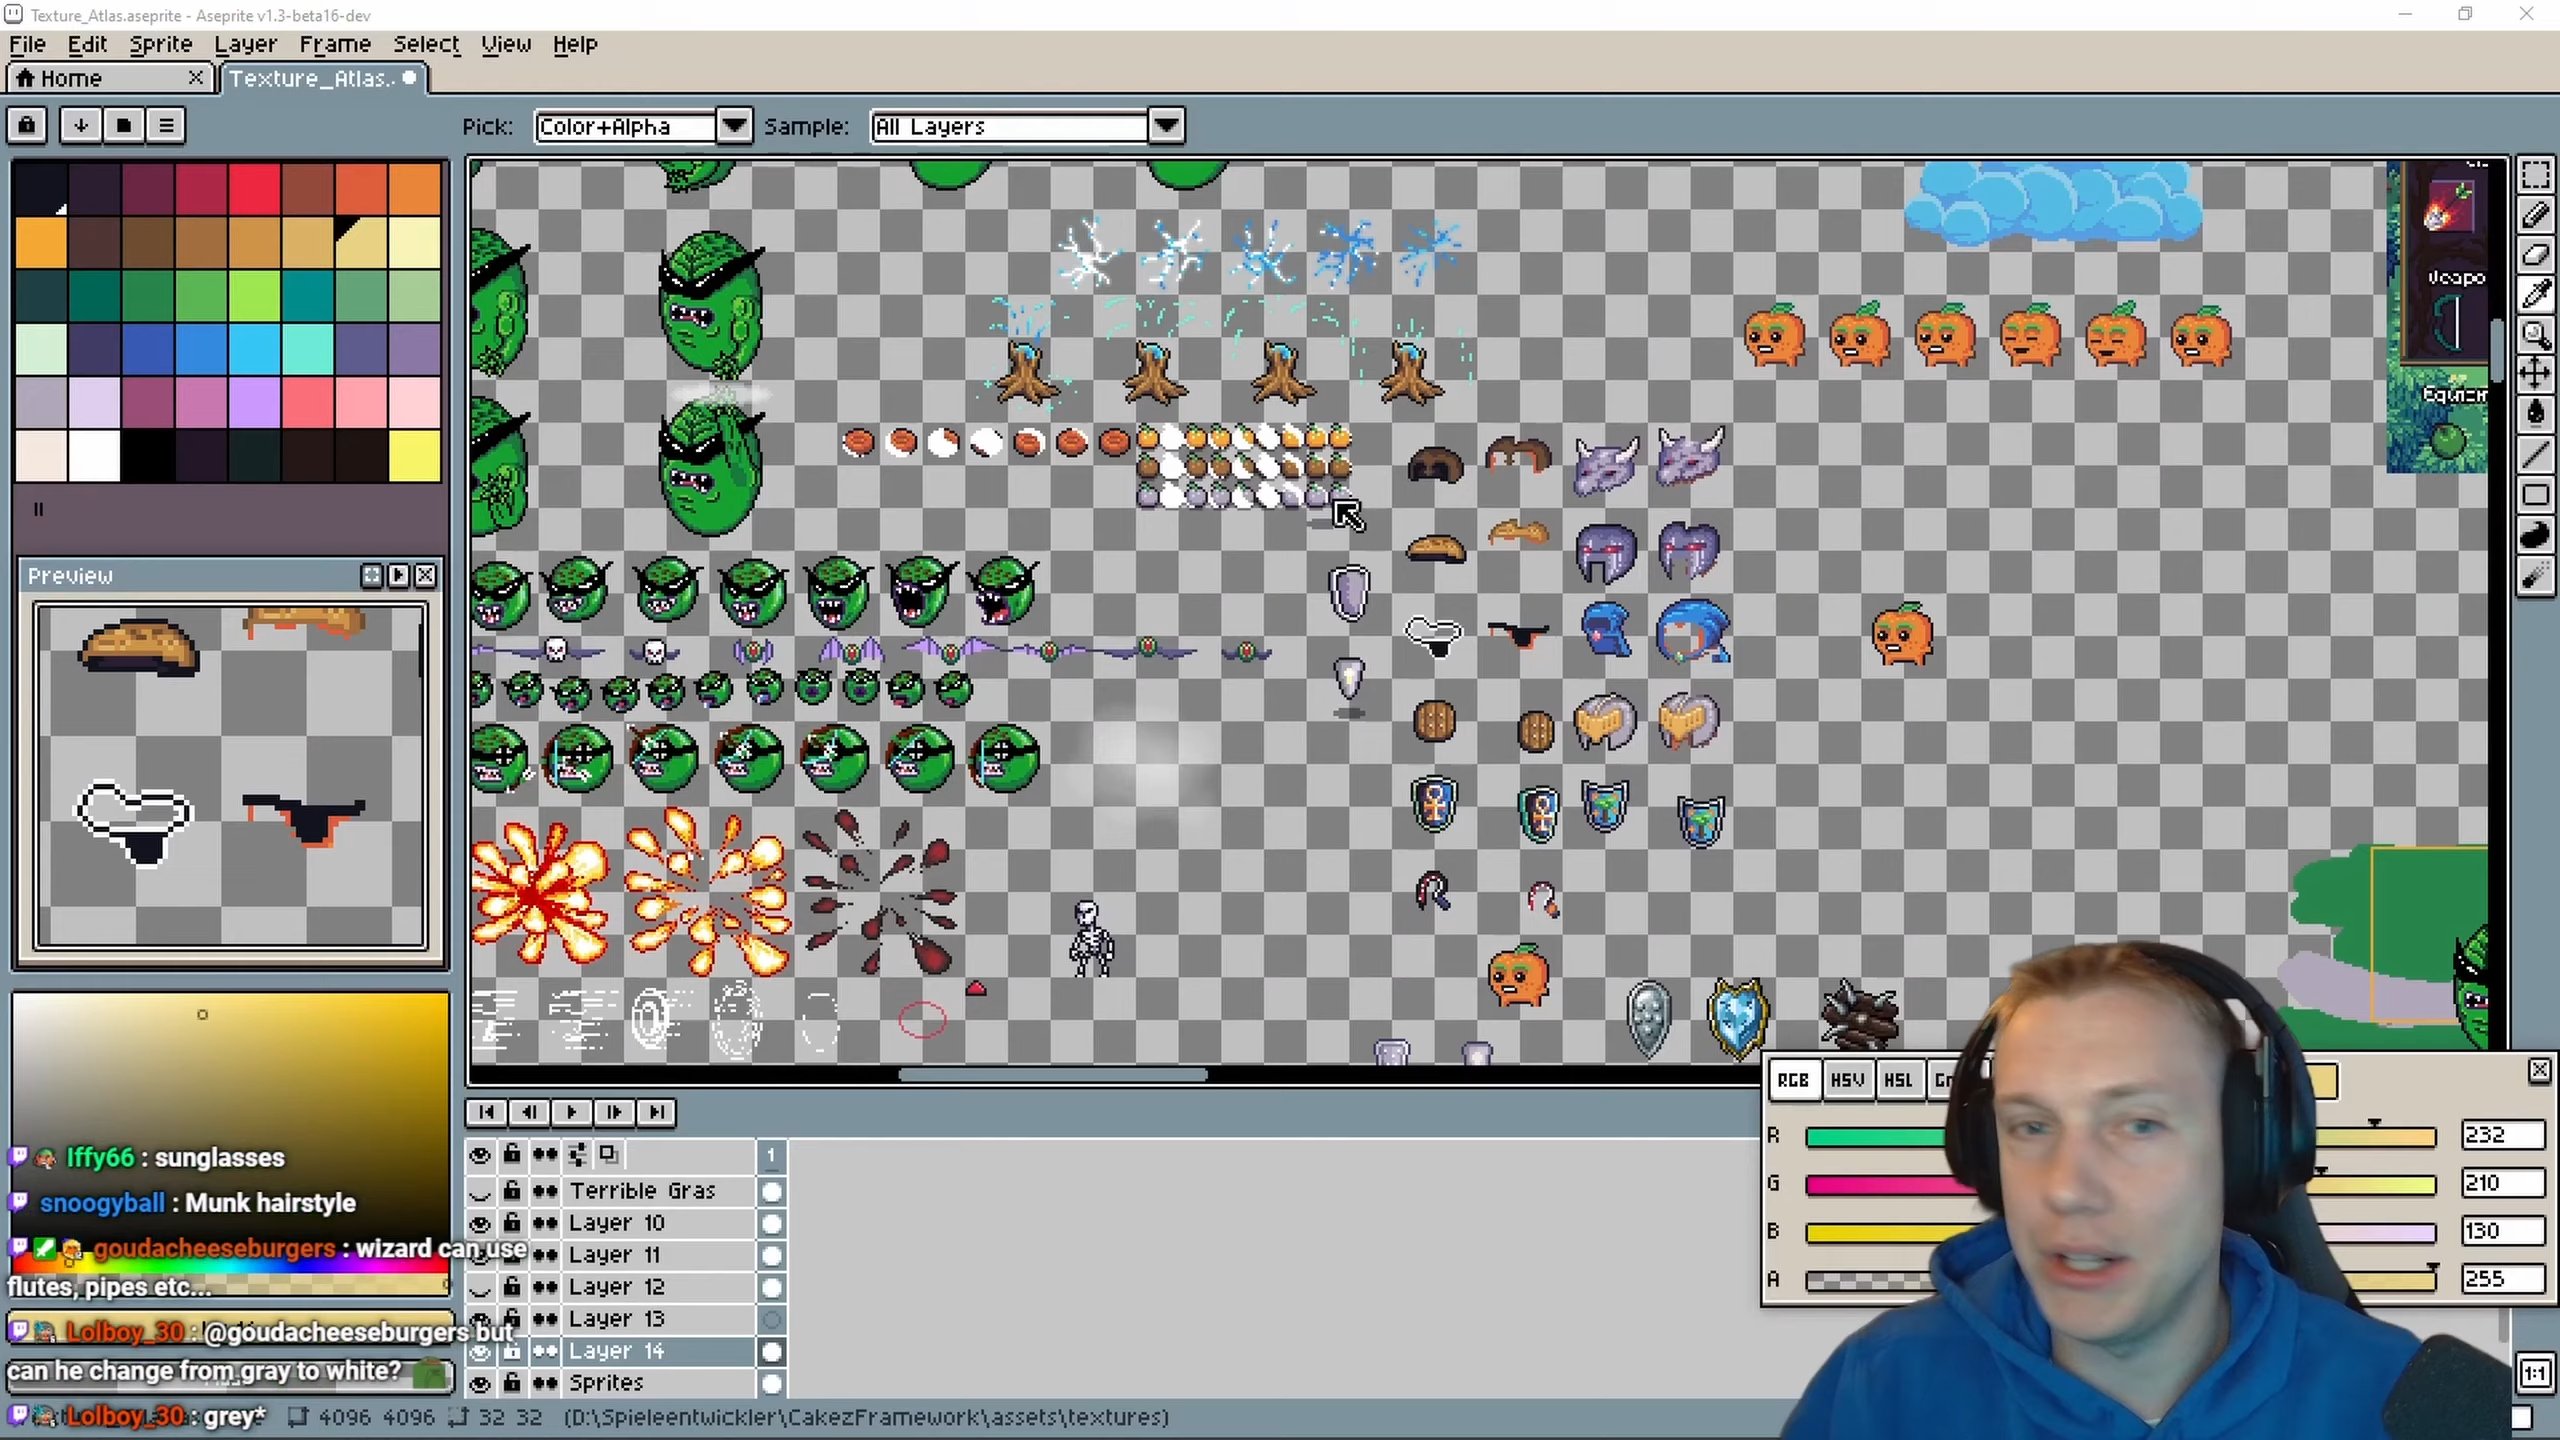 Texture_Atlas.aseprite - Aseprite v1.3-beta16-dev
File Edit Sprite Layer Frame Select View Help
Home
Texture_Atlas.
Pick: Color+Alpha Sample: All Layers
Equipm
Preview
RGB HSV HSL
R 232
G 210
B 130
A 255
1
Terrible Gras
Layer 10
Layer 11
Layer 12
Layer 13
Layer 14
Sprites
Iffy66 : sunglasses
snoogyball : Munk hairstyle
goudacheeseburgers : wizard can use
flutes, pipes etc...
Lolboy_30 : @goudacheeseburgers but
can he change from gray to white?
Lolboy_30 : grey*
4096 4096 32 32 (D:\Spieleentwickler\CakezFramework\assets\textures)
1:1